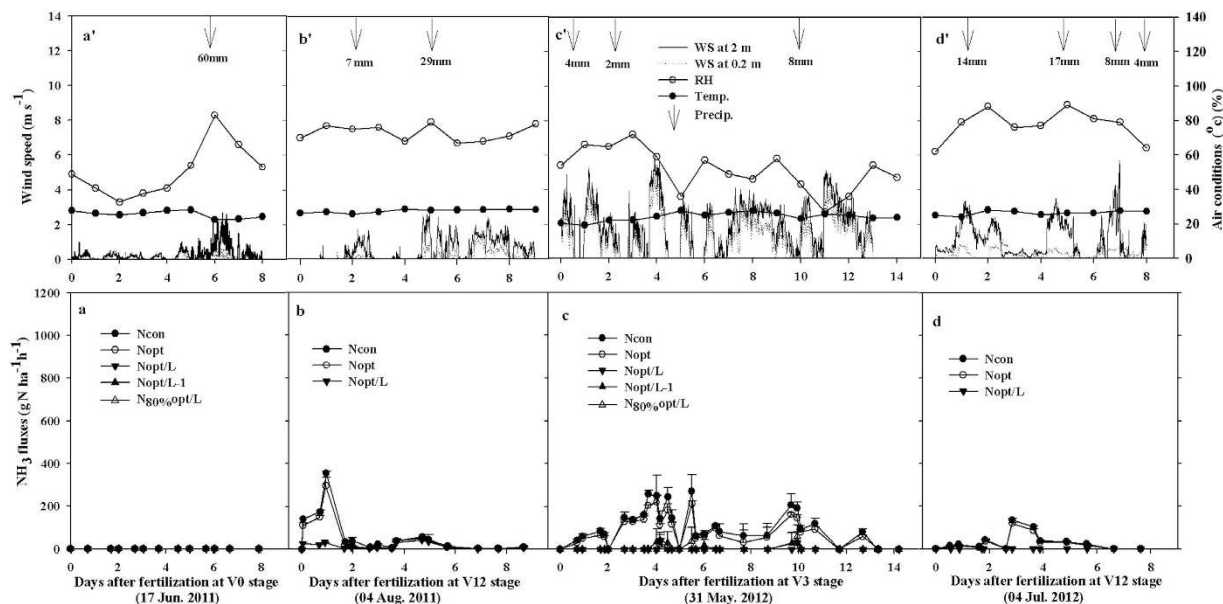 a'
60mm
b'
7mm
29mm
c'
4mm
2mm
8mm
WS at 2 m
WS at 0.2 m
RH
Temp.
Precip.
d'
14mm
17mm
8mm
4mm
Wind speed (m s⁻¹)
14
12
10
8
6
4
2
0
Air conditions (°c) (%)
140
120
100
80
60
40
20
0
0 2 4 6 8
0 2 4 6 8
0 2 4 6 8 10 12 14
0 2 4 6 8
NH₃ fluxes (g N ha⁻¹h⁻¹)
1200
1000
800
600
400
200
0
a
Ncon
Nopt
Nopt/L
Nopt/L-1
N80%opt/L
b
Ncon
Nopt
Nopt/L
c
Ncon
Nopt
Nopt/L
Nopt/L-1
N80%opt/L
d
Ncon
Nopt
Nopt/L
0 2 4 6 8
0 2 4 6 8
0 2 4 6 8 10 12 14
0 2 4 6 8
Days after fertilization at V0 stage
(17 Jun. 2011)
Days after fertilization at V12 stage
(04 Aug. 2011)
Days after fertilization at V3 stage
(31 May. 2012)
Days after fertilization at V12 stage
(04 Jul. 2012)